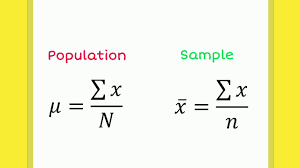 Population Sample
μ = ∑ x / N x̄ = ∑ x / n